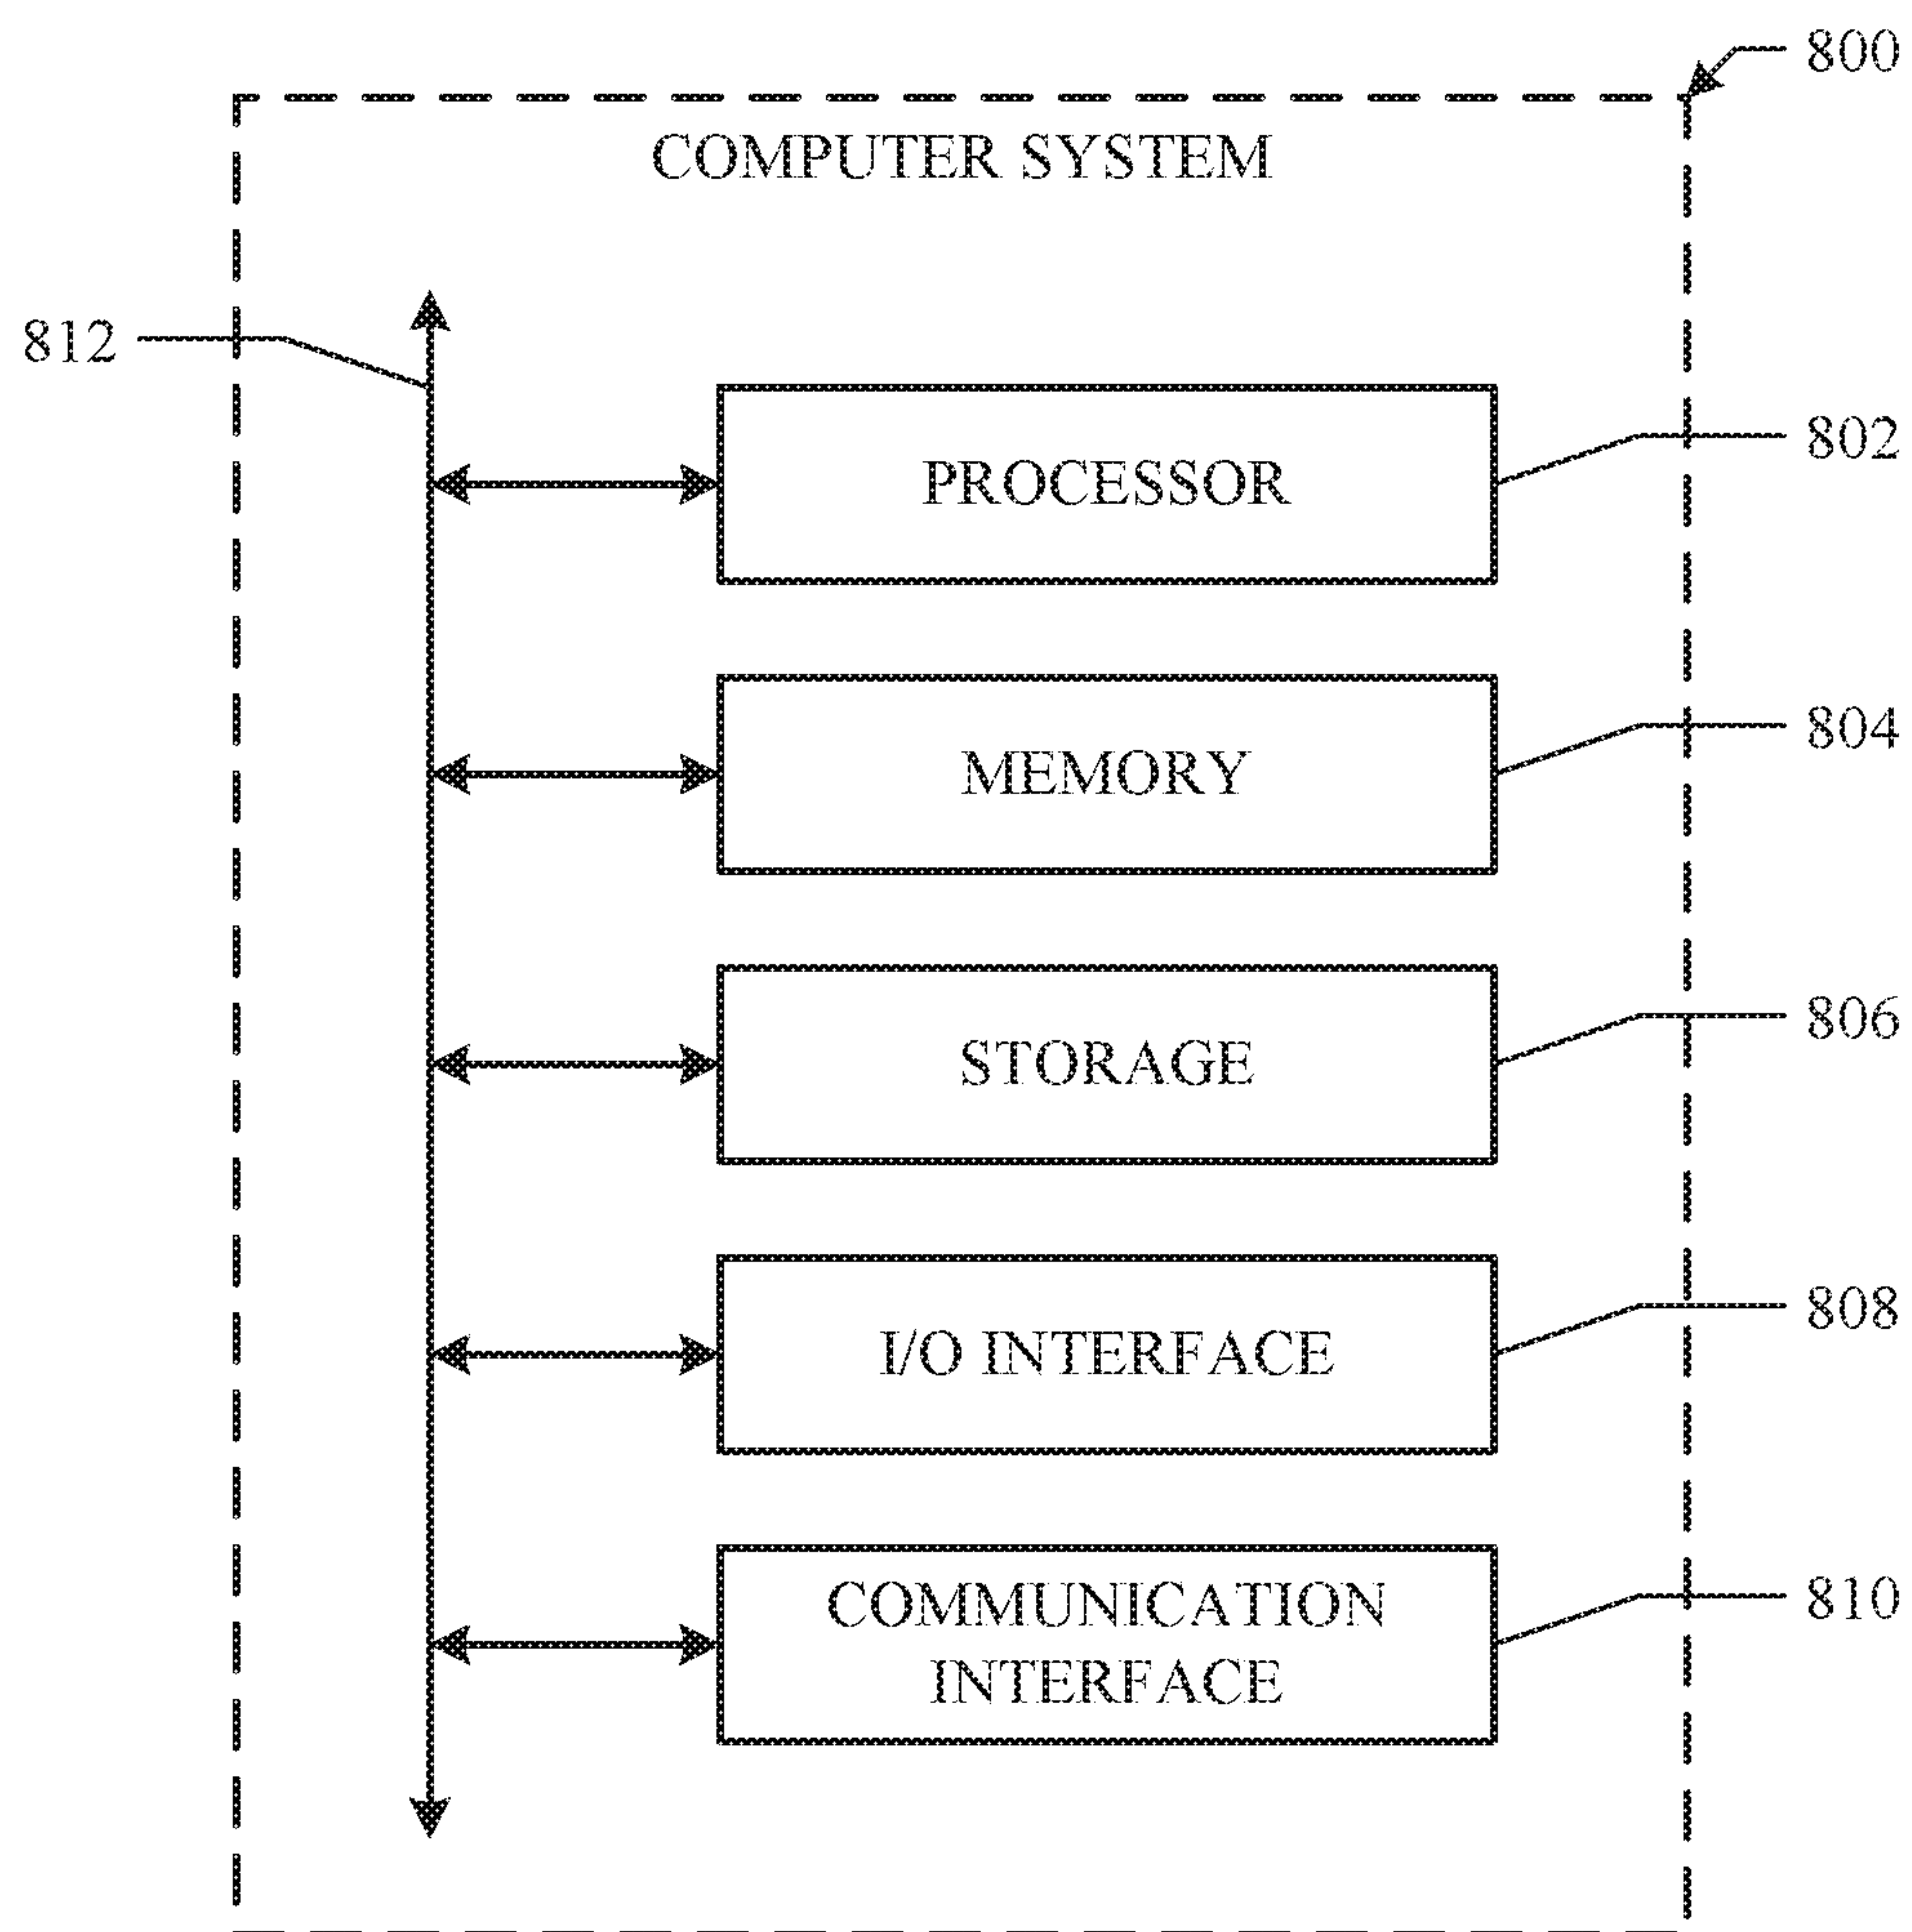 800
COMPUTER SYSTEM
812
802
PROCESSOR
804
MEMORY
806
STORAGE
808
I/O INTERFACE
810
COMMUNICATION
INTERFACE